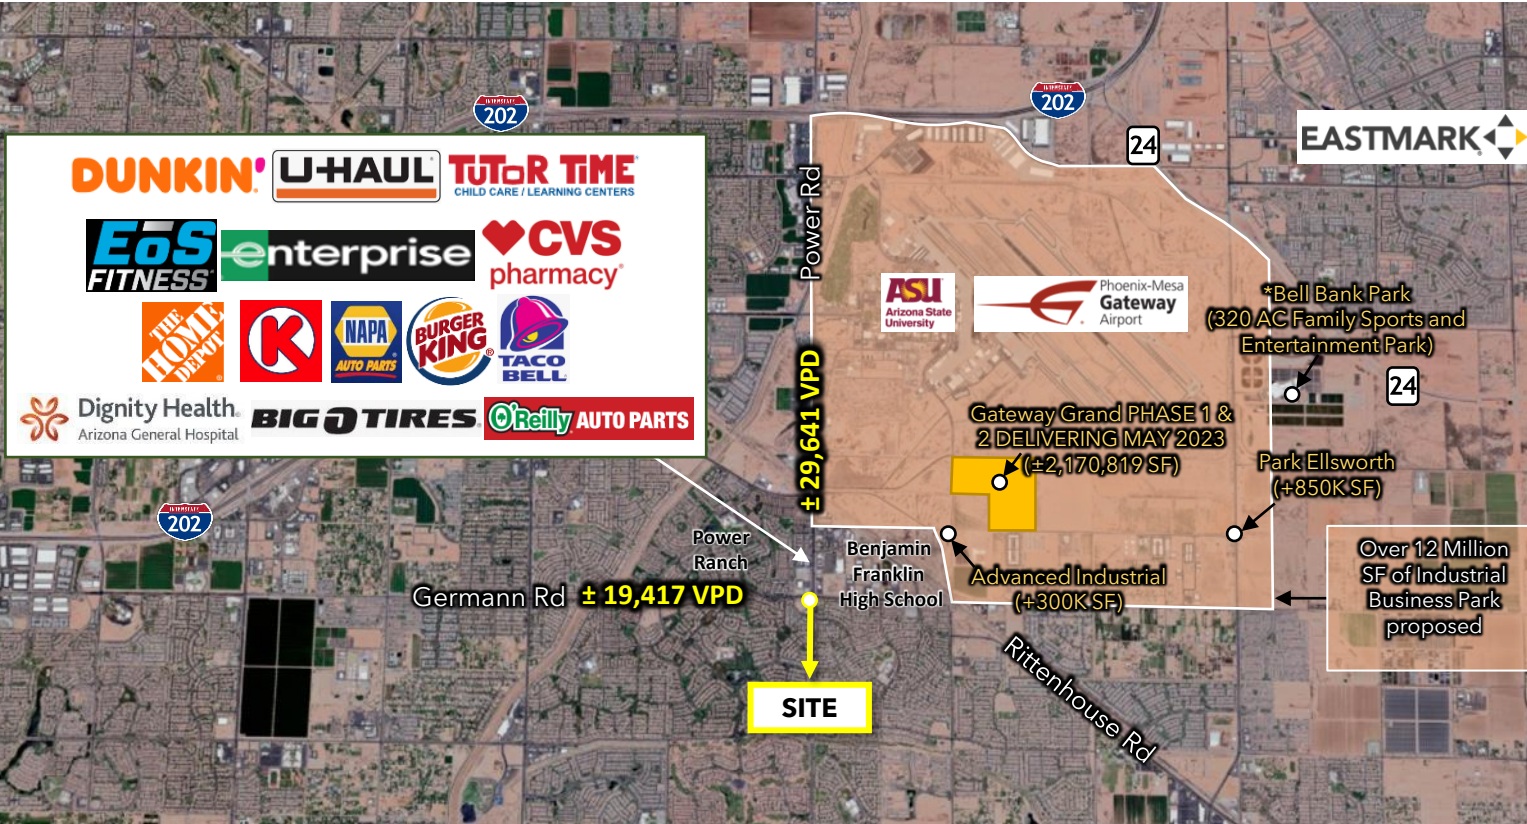 INTERSTATE
202
INTERSTATE
202
24
EASTMARK
DUNKIN'
U-HAUL
TUTOR TIME
CHILD CARE / LEARNING CENTERS
EōS
FITNESS
enterprise
CVS
pharmacy
THE
HOME
DEPOT
K
NAPA
AUTO PARTS
BURGER
KING
TACO
BELL
Dignity Health.
Arizona General Hospital
BIG O TIRES
O'Reilly AUTO PARTS
Power Rd
± 29,641 VPD
ASU
Arizona State
University
Phoenix-Mesa
Gateway
Airport
*Bell Bank Park
(320 AC Family Sports and
Entertainment Park)
24
Gateway Grand PHASE 1 &
2 DELIVERING MAY 2023
(±2,170,819 SF)
Park Ellsworth
(+850K SF)
INTERSTATE
202
Power
Ranch
Benjamin
Franklin
High School
Advanced Industrial
(+300K SF)
Over 12 Million
SF of Industrial
Business Park
proposed
Germann Rd ± 19,417 VPD
Rittenhouse Rd
SITE